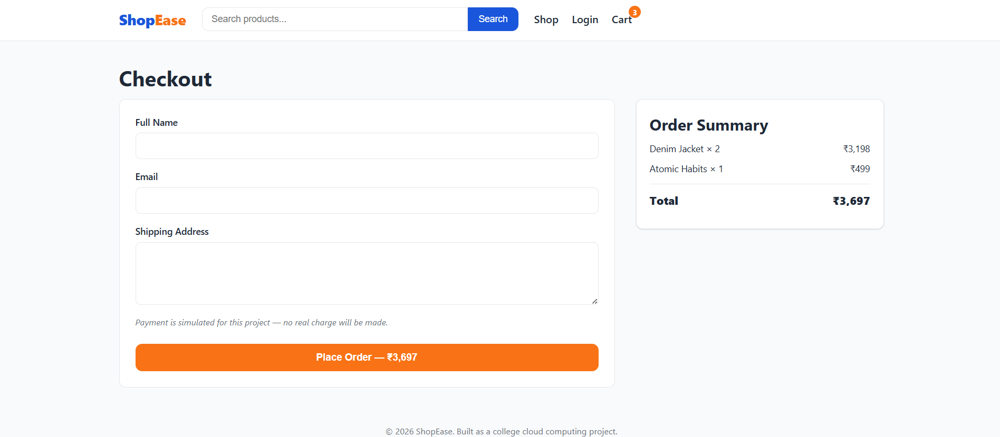 ShopEase
Search products...
Search
Shop
Login
Cart
3
Checkout
Full Name
Email
Shipping Address
Payment is simulated for this project — no real charge will be made.
Place Order — ₹3,697
Order Summary
Denim Jacket × 2 ₹3,198
Atomic Habits × 1 ₹499
Total ₹3,697
© 2026 ShopEase. Built as a college cloud computing project.